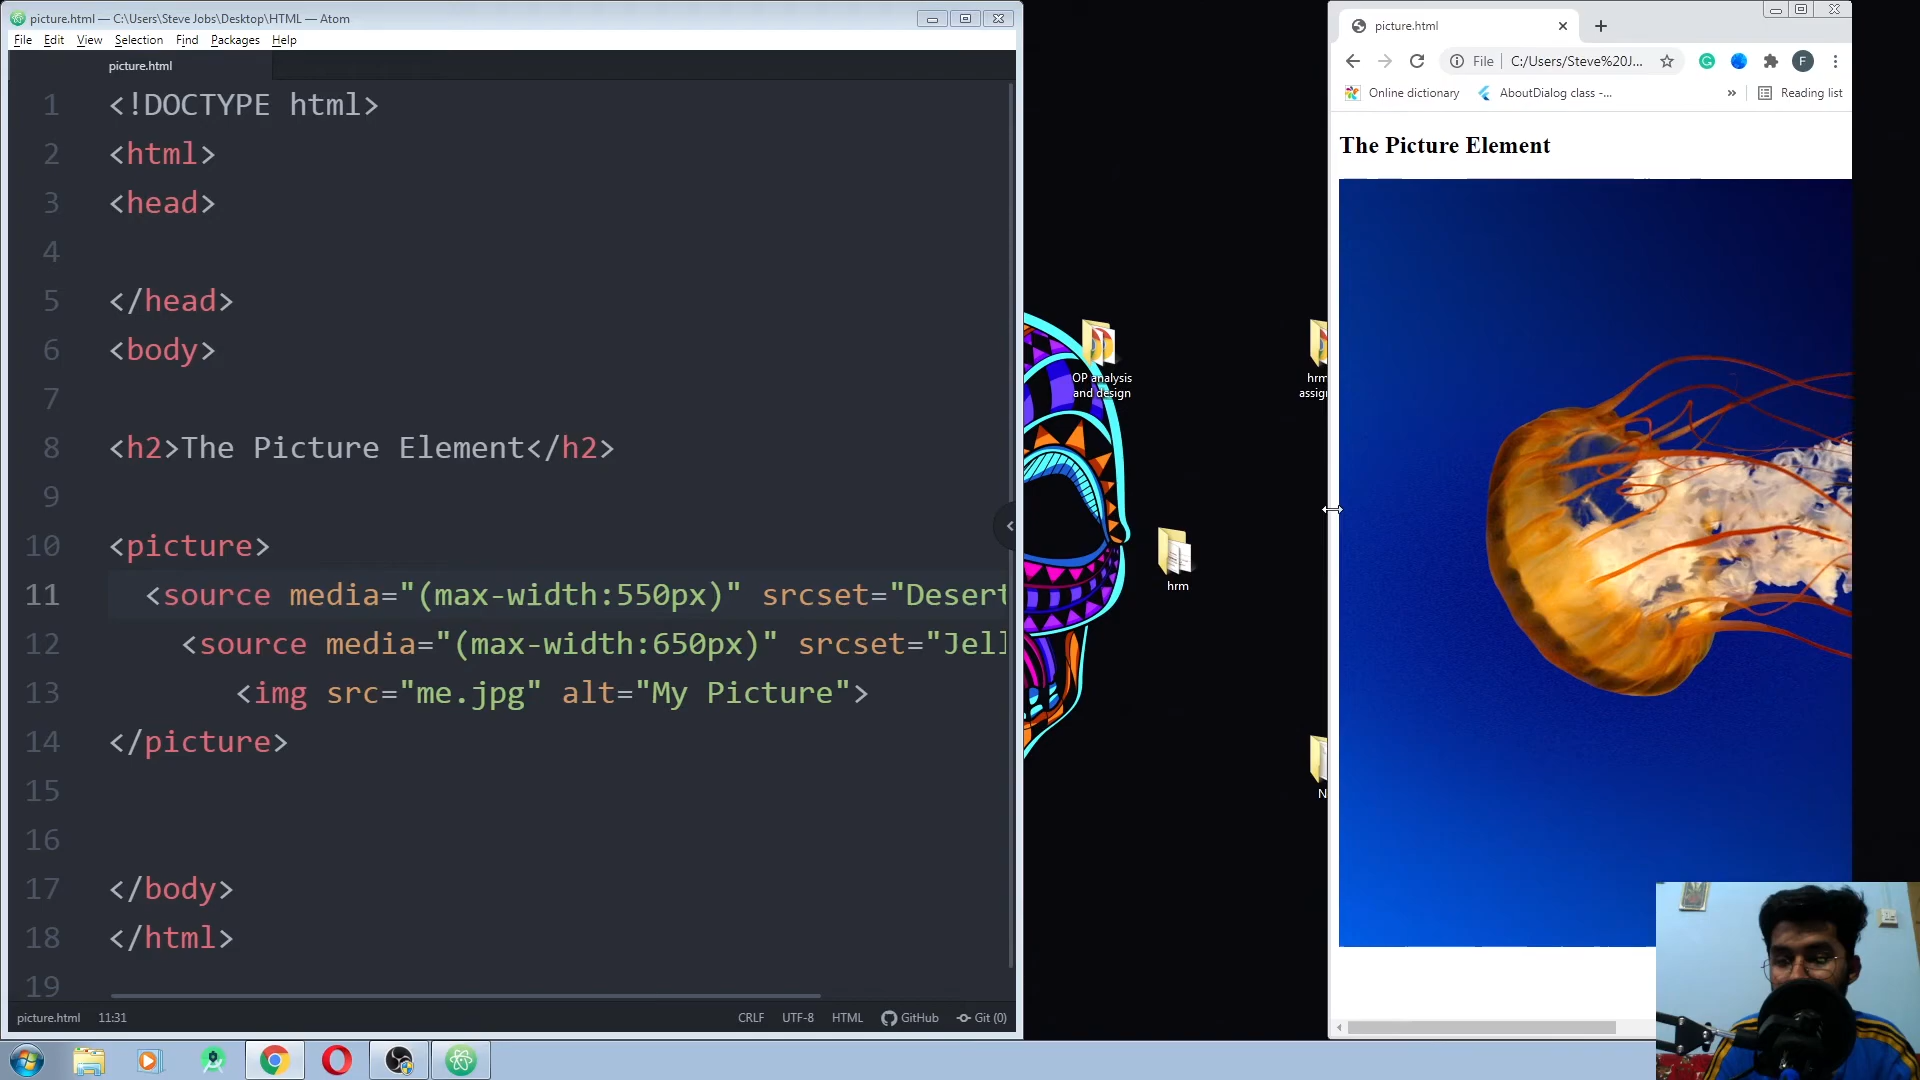 picture.html — C:\Users\Steve Jobs\Desktop\HTML — Atom
File Edit View Selection Find Packages Help
picture.html
1 <!DOCTYPE html>
2 <html>
3 <head>
4
5 </head>
6 <body>
7
8 <h2>The Picture Element</h2>
9
10 <picture>
11 <source media="(max-width:550px)" srcset="Desert
12 <source media="(max-width:650px)" srcset="Jell
13 <img src="me.jpg" alt="My Picture">
14 </picture>
15
16
17 </body>
18 </html>
19
picture.html 11:31 CRLF UTF-8 HTML GitHub Git (0)
OP analysis
and design
hrm
assign
hrm
N
picture.html
File C:/Users/Steve%20J... F
Online dictionary AboutDialog class -... » Reading list
The Picture Element